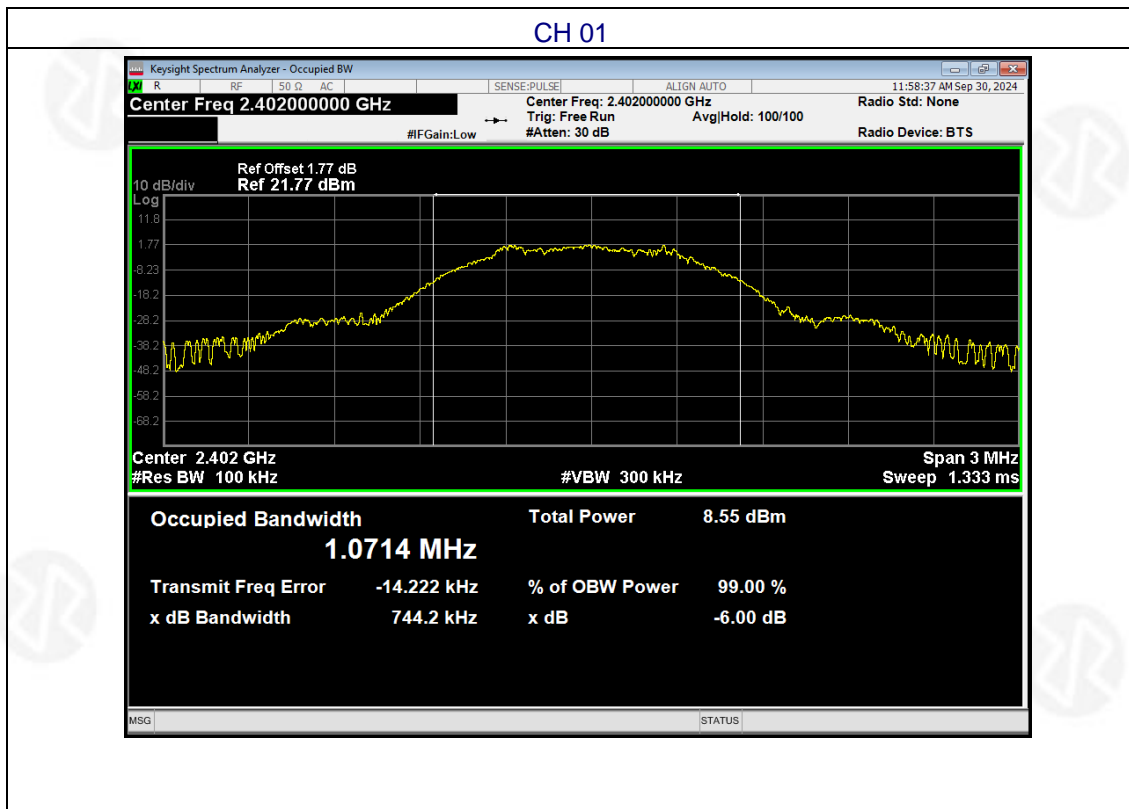 CH 01
Keysight Spectrum Analyzer - Occupied BW
LXI R RF 50 Ω AC SENSE:PULSE ALIGN AUTO 11:58:37 AM Sep 30, 2024
Center Freq 2.402000000 GHz Center Freq: 2.402000000 GHz Radio Std: None
Trig: Free Run Avg|Hold: 100/100
#IFGain:Low #Atten: 30 dB Radio Device: BTS
Ref Offset 1.77 dB
10 dB/div Ref 21.77 dBm
Log
11.8
1.77
-8.23
-18.2
-28.2
-38.2
-48.2
-58.2
-68.2
Center 2.402 GHz Span 3 MHz
#Res BW 100 kHz #VBW 300 kHz Sweep 1.333 ms
Occupied Bandwidth Total Power 8.55 dBm
1.0714 MHz
Transmit Freq Error -14.222 kHz % of OBW Power 99.00 %
x dB Bandwidth 744.2 kHz x dB -6.00 dB
MSG STATUS